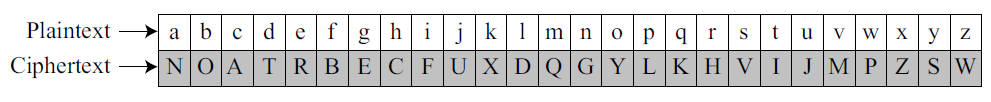 Plaintext a b c d e f g h i j k l m n o p q r s t u v w x y z
Ciphertext N O A T R B E C F U X D Q G Y L K H V I J M P Z S W